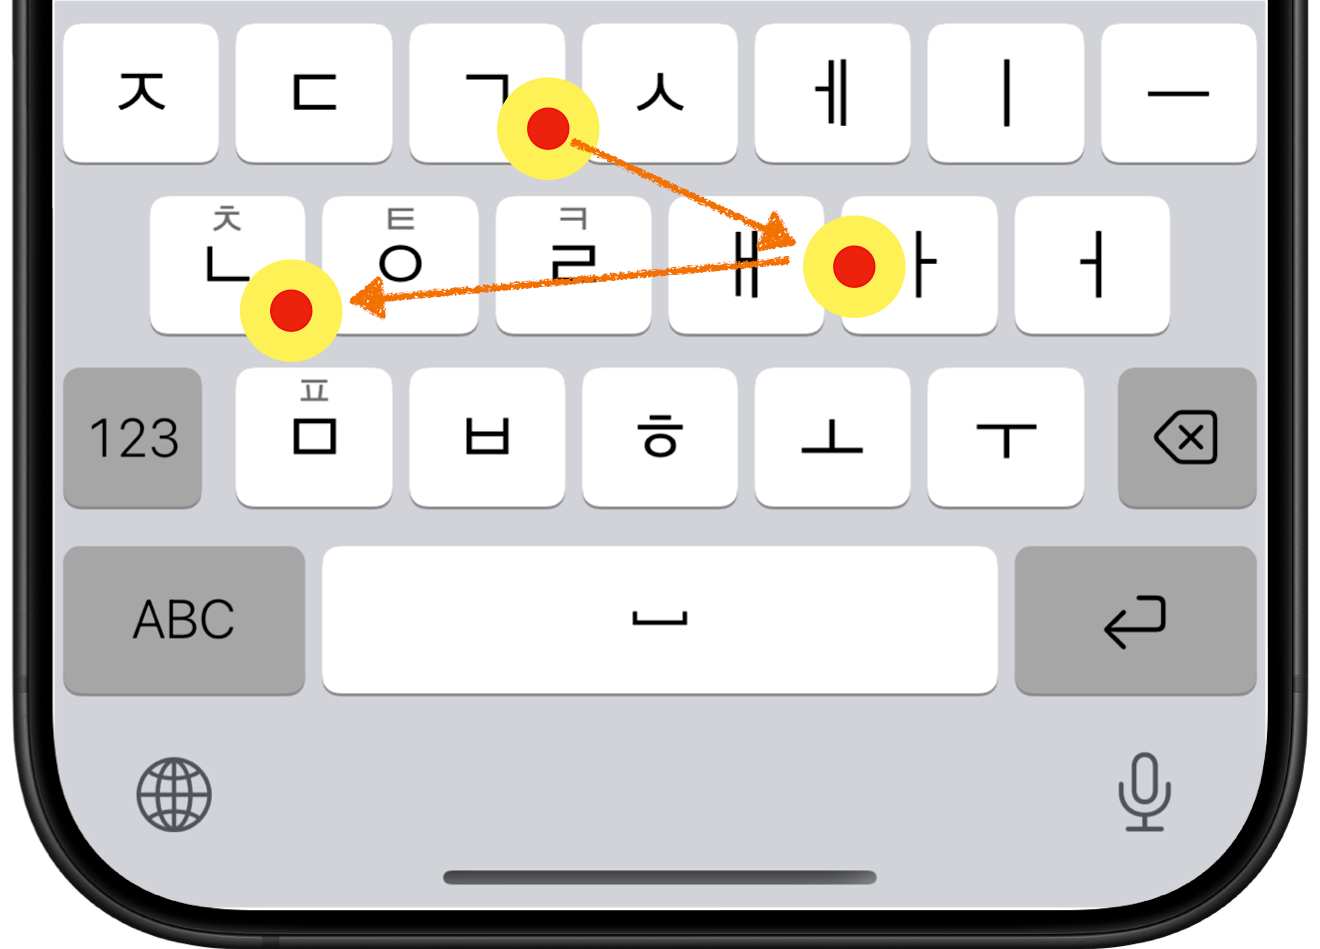 ㅈ ㄷ ㄱ ㅅ ㅔ ㅣ ㅡ
ㅊ ㅌ ㅋ
ㄴ ㅇ ㄹ ㅐ ㅏ ㅓ
ㅍ
123 ㅁ ㅂ ㅎ ㅗ ㅜ
ABC